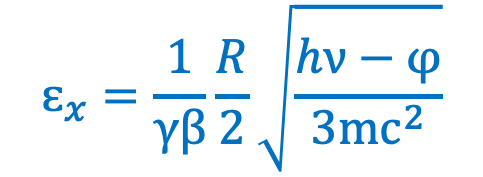 εₓ = 1/γβ R/2 √((hν − φ)/3mc²)